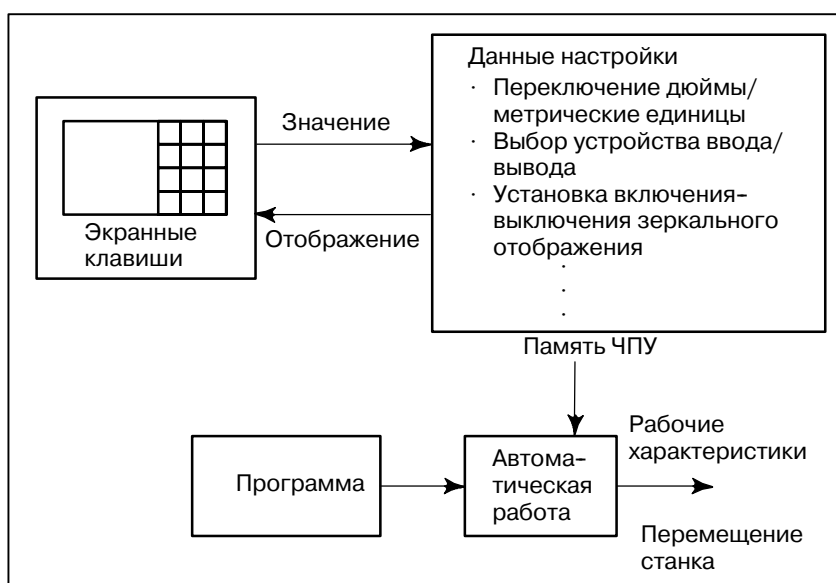 Данные настройки
· Переключение дюймы/
метрические единицы
· Выбор устройства ввода/
вывода
· Установка включения-
выключения зеркального
отображения
.
.
.
Значение
Отображение
Экранные
клавиши
Память ЧПУ
Программа
Автома-
тическая
работа
Рабочие
характеристики
Перемещение
станка